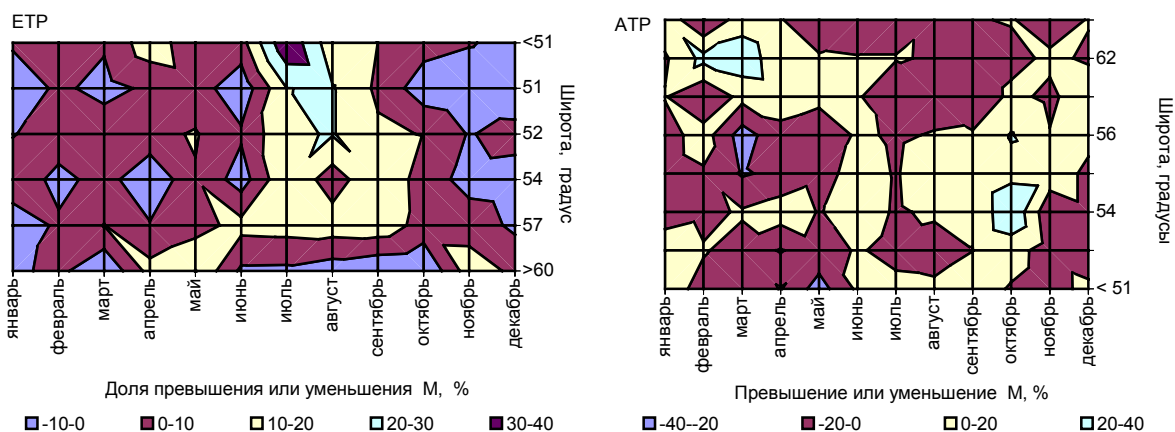 ЕТР
<51
51
52
54
57
>60
Широта, градус
январь
февраль
март
апрель
май
июнь
июль
август
сентябрь
октябрь
ноябрь
декабрь
Доля превышения или уменьшения М, %
-10-0
0-10
10-20
20-30
30-40
АТР
62
56
54
< 51
Широта, градусы
январь
февраль
март
апрель
май
июнь
июль
август
сентябрь
октябрь
ноябрь
декабрь
Превышение или уменьшение М, %
-40--20
-20-0
0-20
20-40